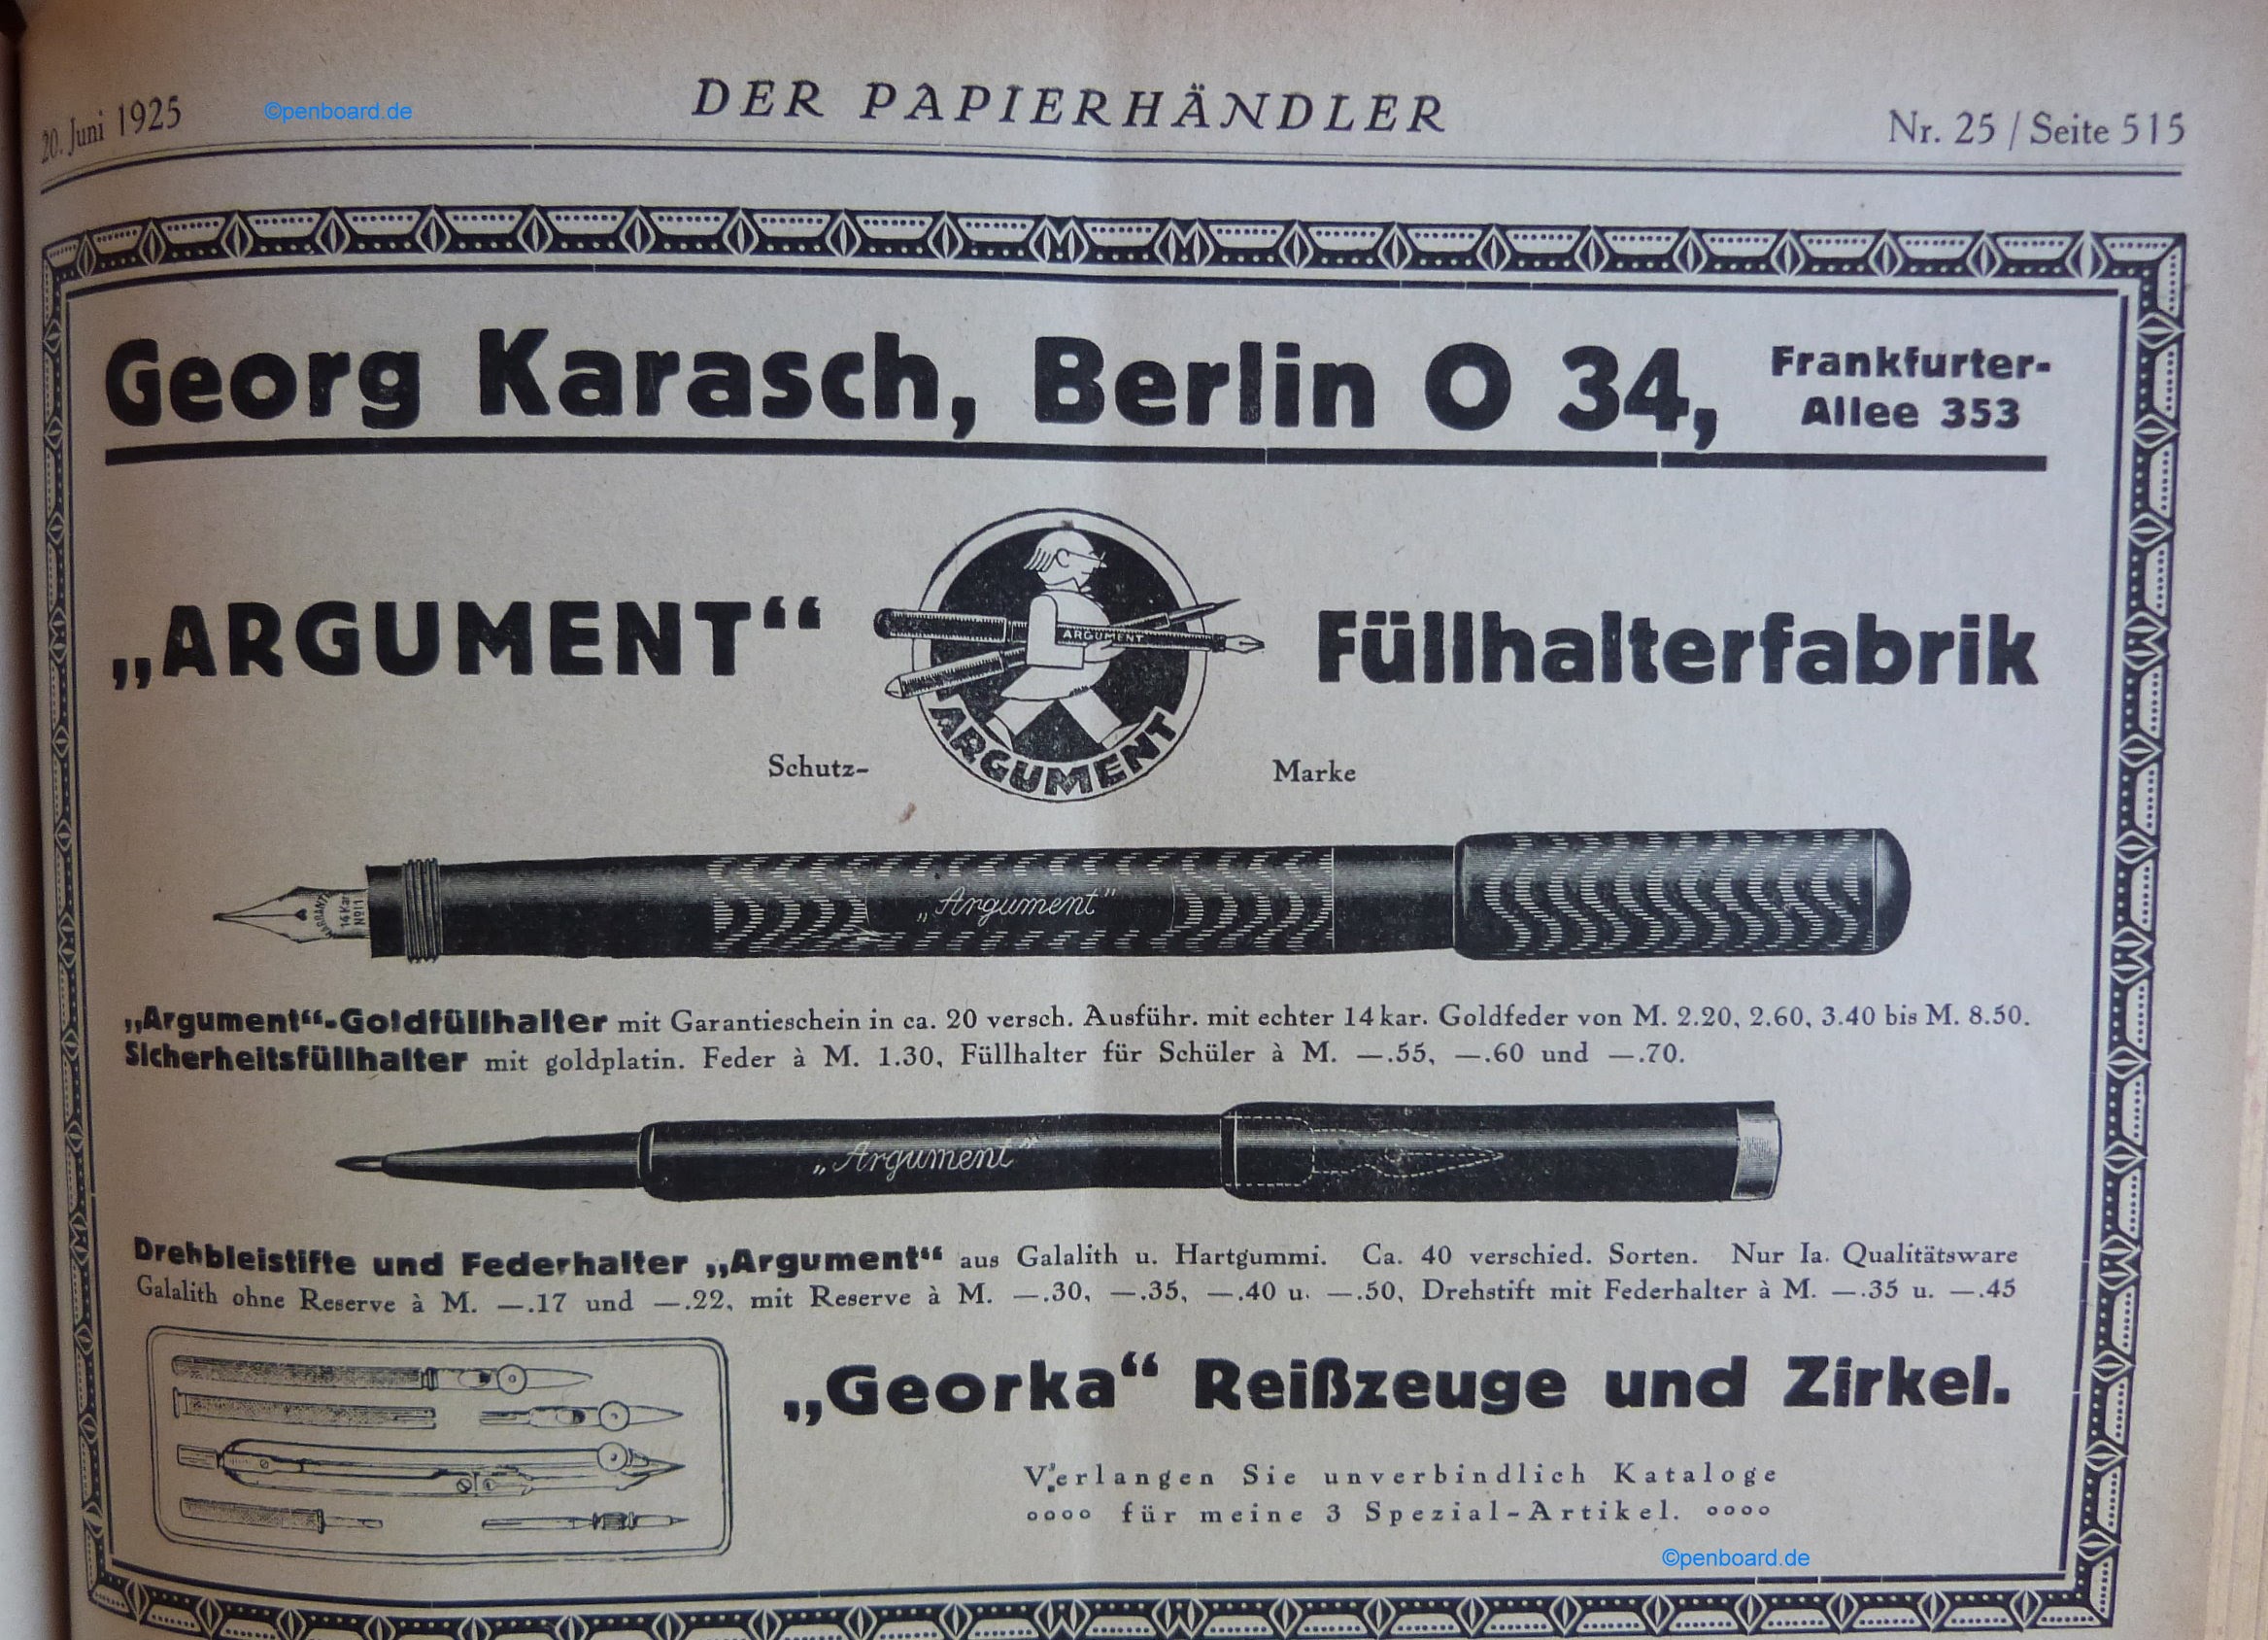 20. Juni 1925
©penboard.de
DER PAPIERHÄNDLER
Nr. 25 / Seite 515
Georg Karasch, Berlin O 34,
Frankfurter-
Allee 353
„ARGUMENT“
ARGUMENT
ARGUMENT
Füllhalterfabrik
Schutz-
Marke
14 Kar
„Argument"
„Argument“-Goldfüllhalter mit Garantieschein in ca. 20 versch. Ausführ. mit echter 14 kar. Goldfeder von M. 2.20, 2.60, 3.40 bis M. 8.50.
Sicherheitsfüllhalter mit goldplatin. Feder à M. 1.30, Füllhalter für Schüler à M. —.55, —.60 und —.70.
„Argument"
Drehbleistifte und Federhalter „Argument“ aus Galalith u. Hartgummi. Ca. 40 verschied. Sorten. Nur Ia. Qualitätsware
Galalith ohne Reserve à M. —.17 und —.22, mit Reserve à M. —.30, —.35, —.40 u. —.50, Drehstift mit Federhalter à M. —.35 u. —.45
„Georka“ Reißzeuge und Zirkel.
Verlangen Sie unverbindlich Kataloge
für meine 3 Spezial-Artikel.
©penboard.de